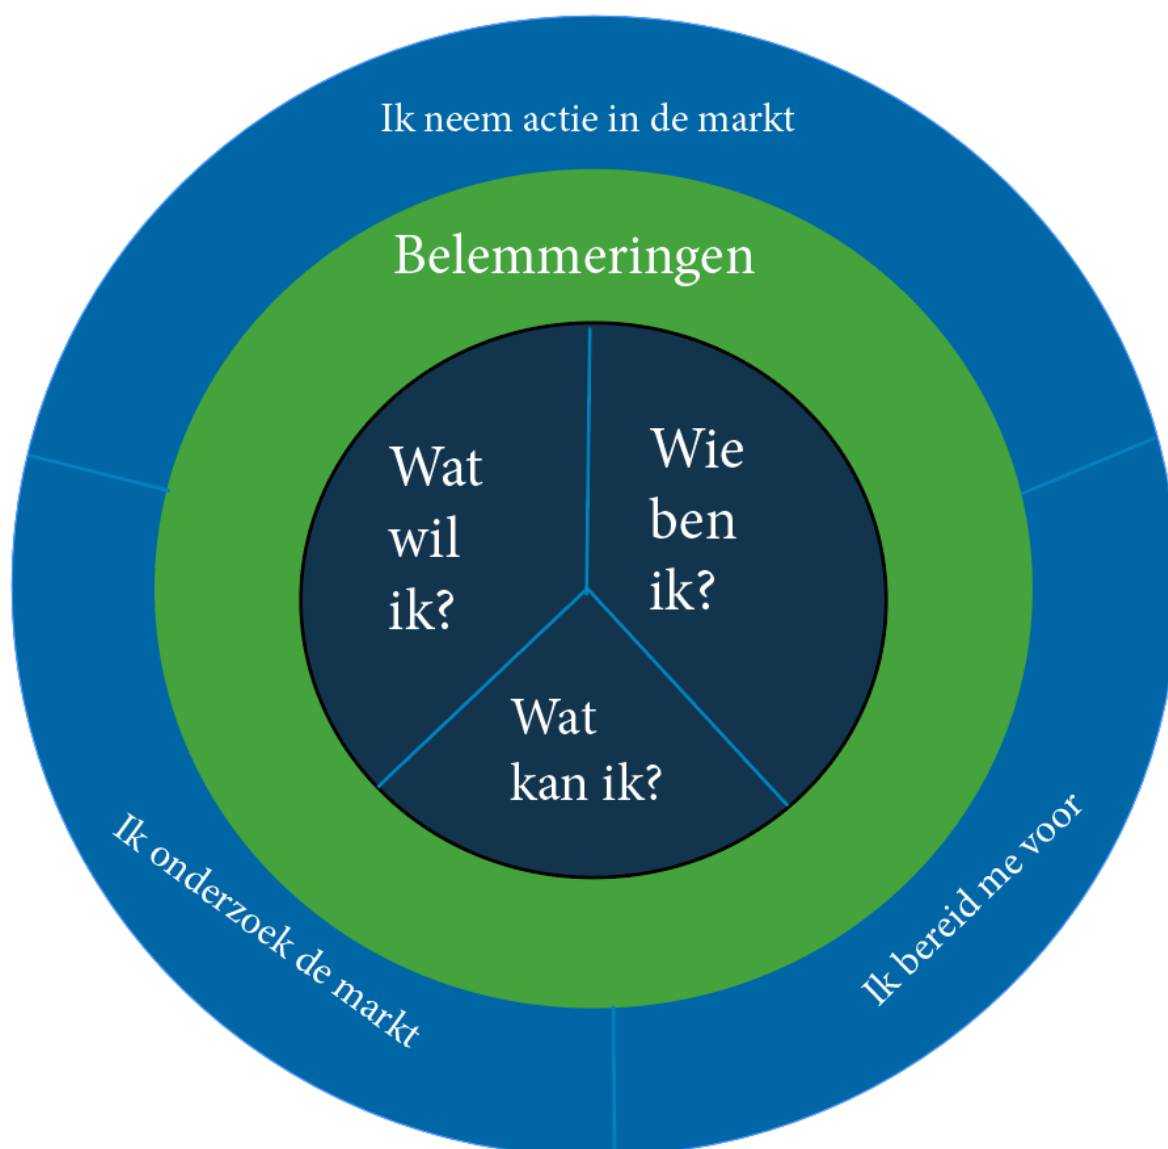 Ik neem actie in de markt
Belemmeringen
Wat
wil
ik?
Wie
ben
ik?
Wat
kan ik?
Ik onderzoek de markt
Ik bereid me voor